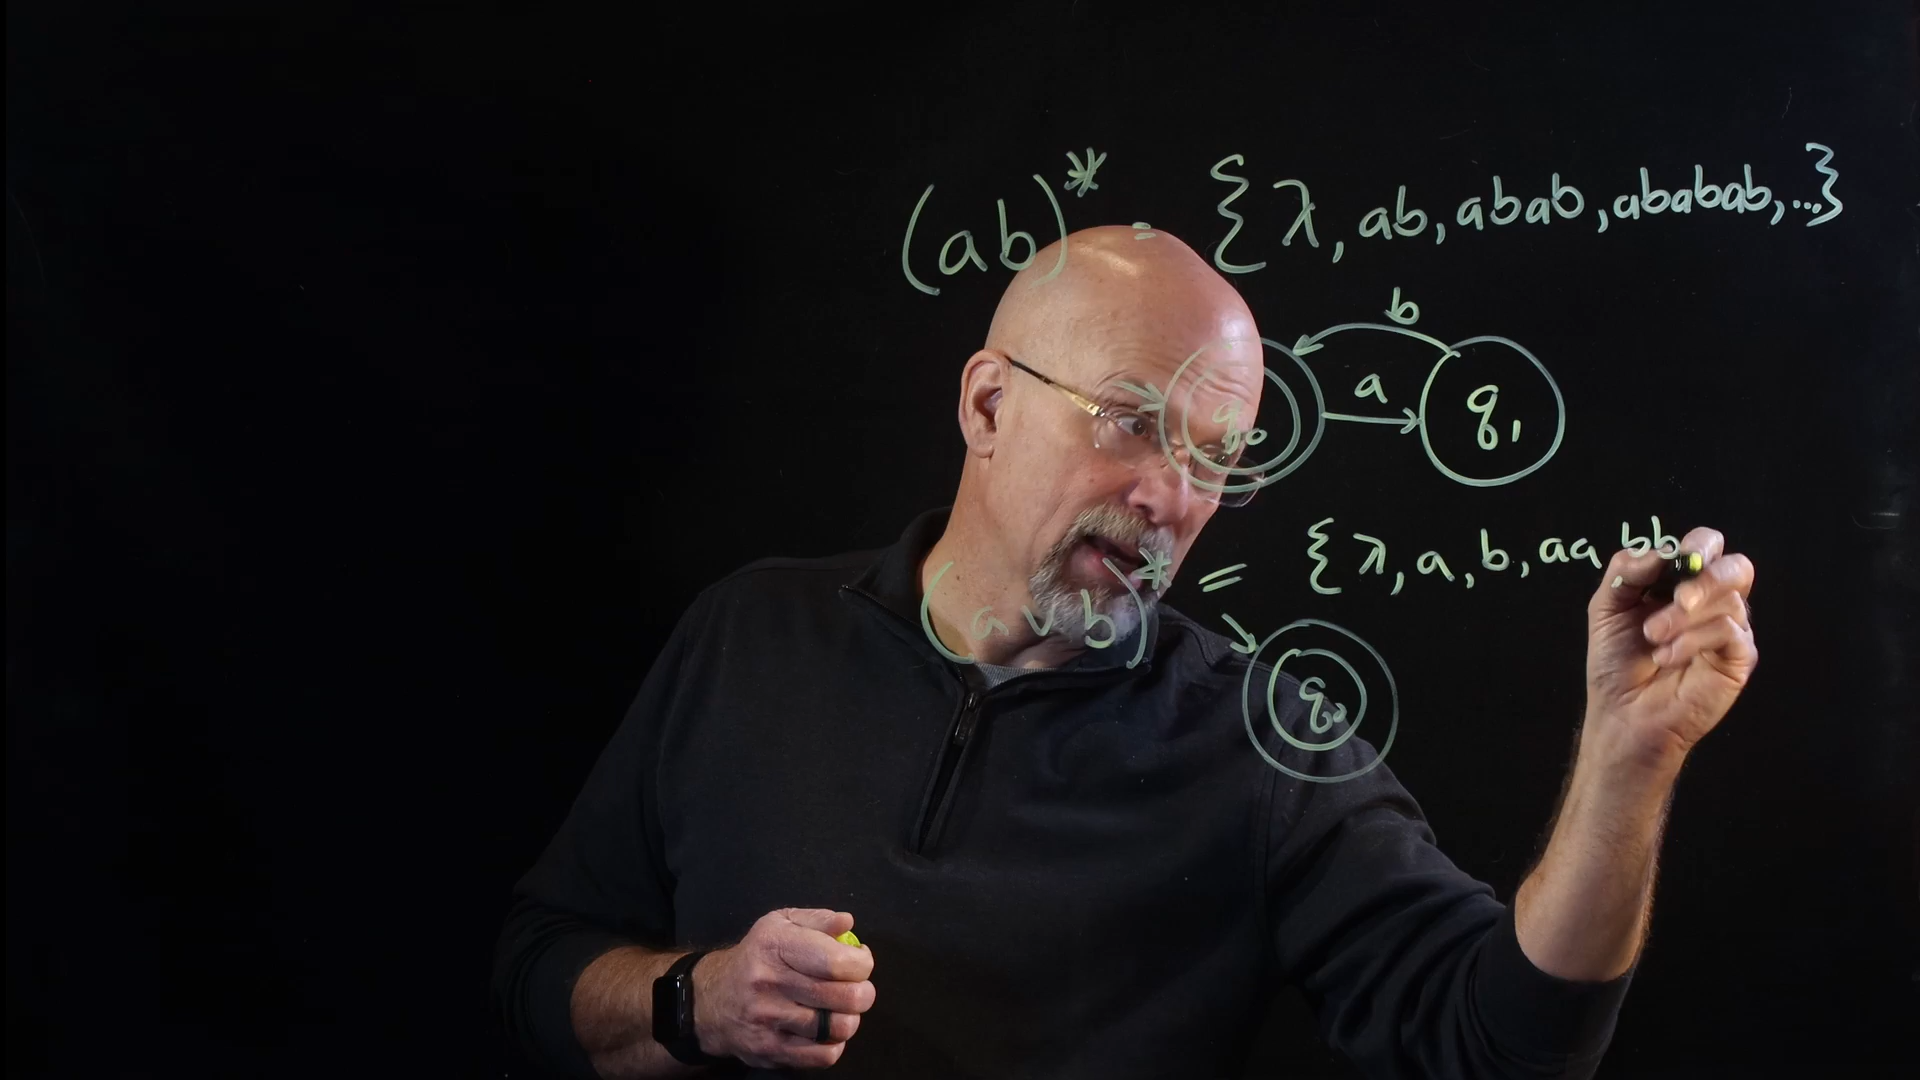 (ab)* = {λ, ab, abab, ababab, ...}
b
a
q₀ q₁
(a ∨ b)* = {λ, a, b, aa, bb
q₀